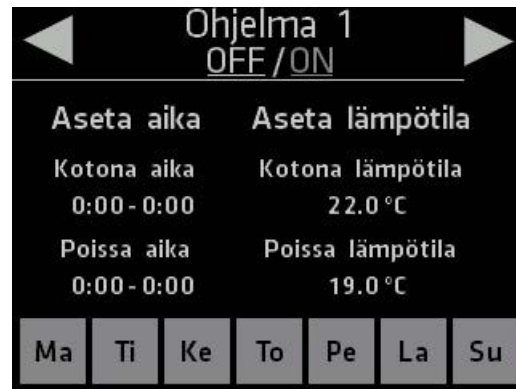 Ohjelma 1
OFF/ON
Aseta aika Aseta lämpötila
Kotona aika Kotona lämpötila
0:00-0:00 22.0°C
Poissa aika Poissa lämpötila
0:00-0:00 19.0°C
Ma Ti Ke To Pe La Su